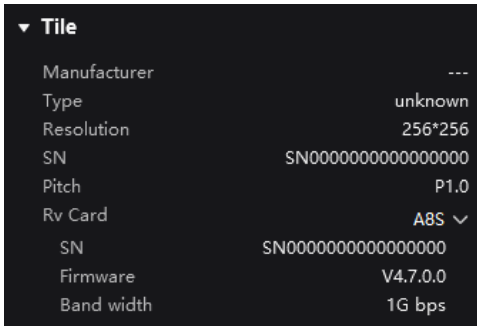 Tile
Manufacturer ---
Type unknown
Resolution 256*256
SN SN0000000000000000
Pitch P1.0
Rv Card A8S
SN SN0000000000000000
Firmware V4.7.0.0
Band width 1G bps